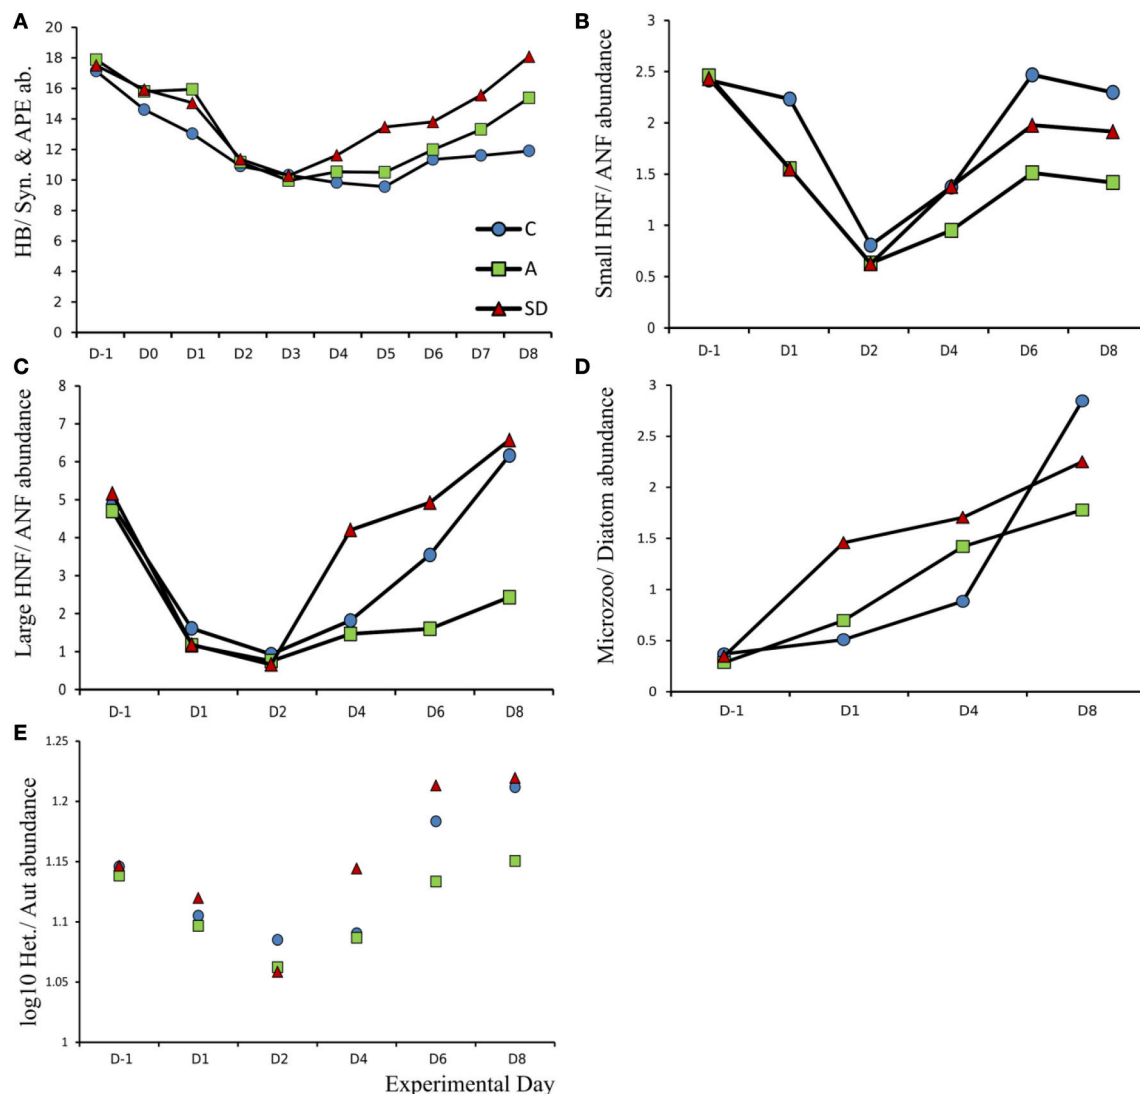 A
HB/ Syn. & APE ab.
20
18
16
14
12
10
8
6
4
2
0
D-1 D0 D1 D2 D3 D4 D5 D6 D7 D8
C
A
SD
B
Small HNF/ ANF abundance
3
2.5
2
1.5
1
0.5
0
D-1 D1 D2 D4 D6 D8
C
Large HNF/ ANF abundance
8
7
6
5
4
3
2
1
0
D-1 D1 D2 D4 D6 D8
D
Microzoo/ Diatom abundance
3
2.5
2
1.5
1
0.5
0
D-1 D1 D4 D8
E
log10 Het./ Aut abundance
1.25
1.2
1.15
1.1
1.05
1
D-1 D1 D2 D4 D6 D8
Experimental Day